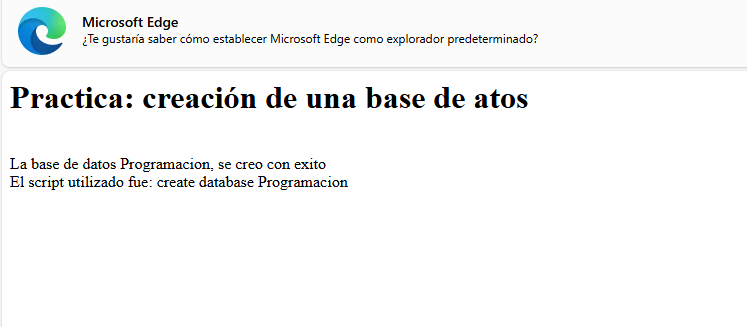 Microsoft Edge
¿Te gustaría saber cómo establecer Microsoft Edge como explorador predeterminado?
Practica: creación de una base de atos
La base de datos Programacion, se creo con exito
El script utilizado fue: create database Programacion